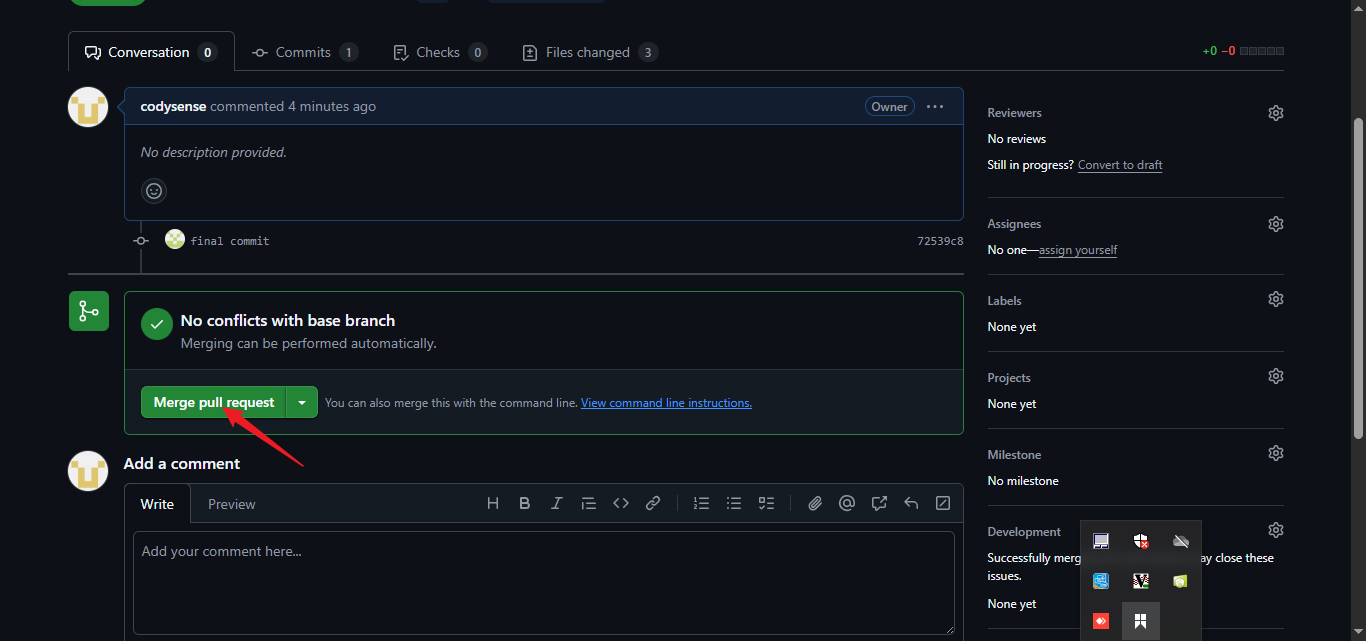 Conversation 0 Commits 1 Checks 0 Files changed 3 +0 −0
codysense commented 4 minutes ago Owner
No description provided.
final commit 72539c8
No conflicts with base branch
Merging can be performed automatically.
Merge pull request You can also merge this with the command line. View command line instructions.
Add a comment
Write Preview
Add your comment here...
Reviewers
No reviews
Still in progress? Convert to draft
Assignees
No one—assign yourself
Labels
None yet
Projects
None yet
Milestone
No milestone
Development
Successfully merg ay close these
issues.
None yet